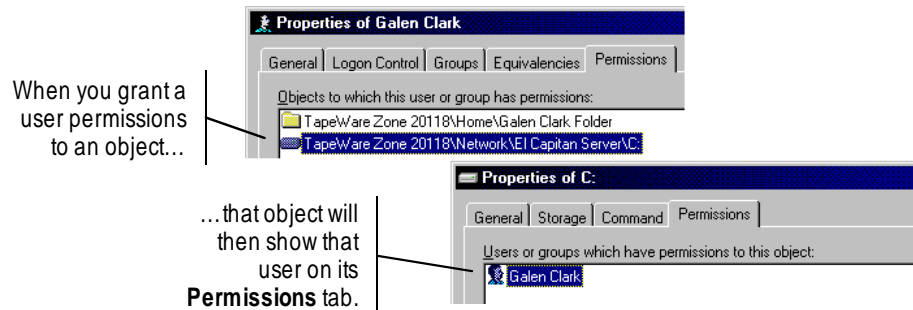 Properties of Galen Clark
General Logon Control Groups Equivalencies Permissions
Objects to which this user or group has permissions:
TapeWare Zone 20118\Home\Galen Clark Folder
TapeWare Zone 20118\Network\El Capitan Server\C:
When you grant a
user permissions
to an object…
Properties of C:
General Storage Command Permissions
Users or groups which have permissions to this object:
Galen Clark
…that object will
then show that
user on its
Permissions tab.